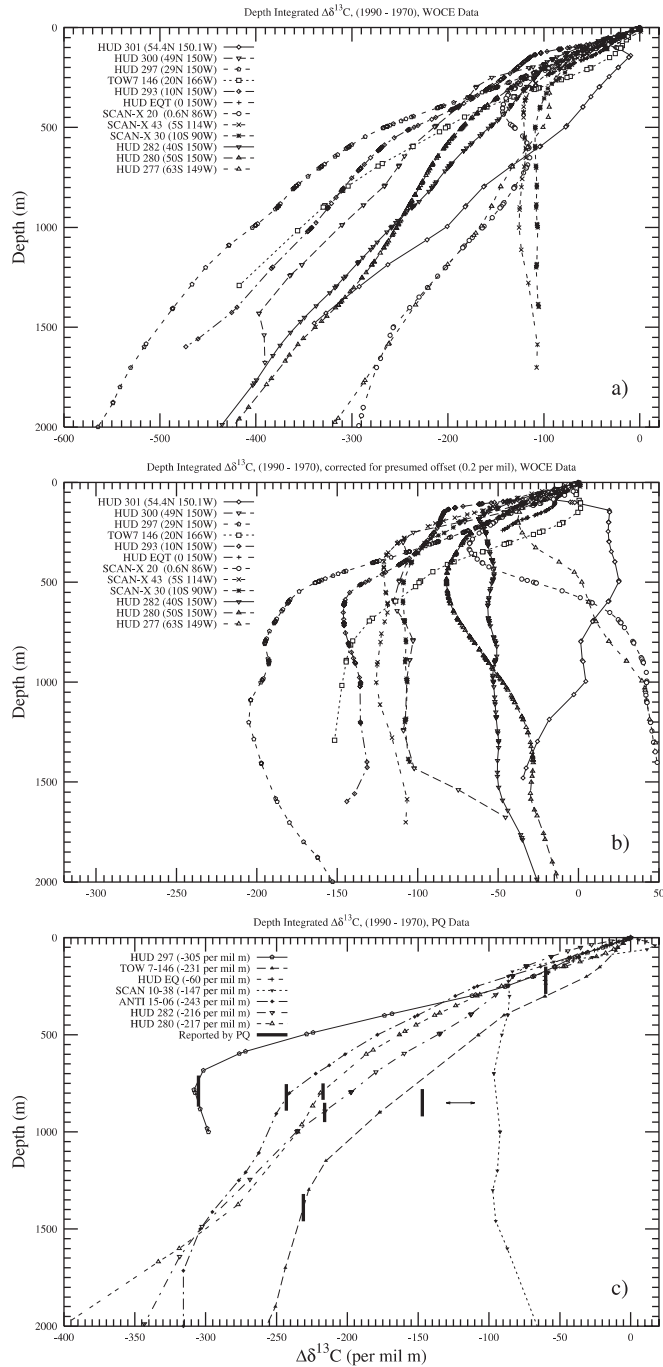 Depth Integrated Δδ13C, (1990 - 1970), WOCE Data
0
500
1000
1500
2000
Depth (m)
HUD 301 (54.4N 150.1W)
HUD 300 (49N 150W)
HUD 297 (29N 150W)
TOW7 146 (20N 166W)
HUD 293 (10N 150W)
HUD EQT (0 150W)
SCAN-X 20 (0.6N 86W)
SCAN-X 43 (5S 114W)
SCAN-X 30 (10S 90W)
HUD 282 (40S 150W)
HUD 280 (50S 150W)
HUD 277 (63S 149W)
a)
-600 -500 -400 -300 -200 -100 0
Depth Integrated Δδ13C, (1990 - 1970), corrected for presumed offset (0.2 per mil), WOCE Data
0
500
1000
1500
2000
Depth (m)
HUD 301 (54.4N 150.1W)
HUD 300 (49N 150W)
HUD 297 (29N 150W)
TOW7 146 (20N 166W)
HUD 293 (10N 150W)
HUD EQT (0 150W)
SCAN-X 20 (0.6N 86W)
SCAN-X 43 (5S 114W)
SCAN-X 30 (10S 90W)
HUD 282 (40S 150W)
HUD 280 (50S 150W)
HUD 277 (63S 149W)
b)
-300 -250 -200 -150 -100 -50 0 50
Depth Integrated Δδ13C, (1990 - 1970), PQ Data
0
500
1000
1500
2000
Depth (m)
HUD 297 (-305 per mil m)
TOW 7-146 (-231 per mil m)
HUD EQ (-60 per mil m)
SCAN 10-38 (-147 per mil m)
ANTI 15-06 (-243 per mil m)
HUD 282 (-216 per mil m)
HUD 280 (-217 per mil m)
Reported by PQ
c)
-400 -350 -300 -250 -200 -150 -100 -50 0
Δδ13C (per mil m)